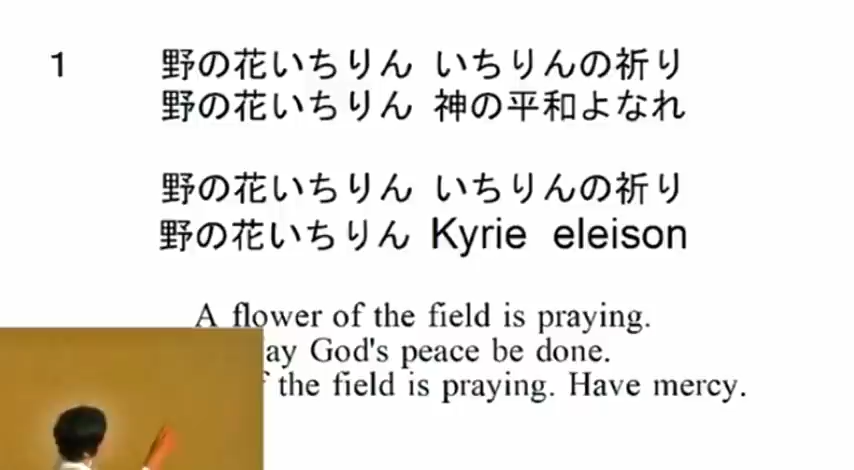 1 野の花いちりん いちりんの祈り
野の花いちりん 神の平和よなれ
野の花いちりん いちりんの祈り
野の花いちりん Kyrie eleison
A flower of the field is praying.
God's peace be done.
the field is praying. Have mercy.